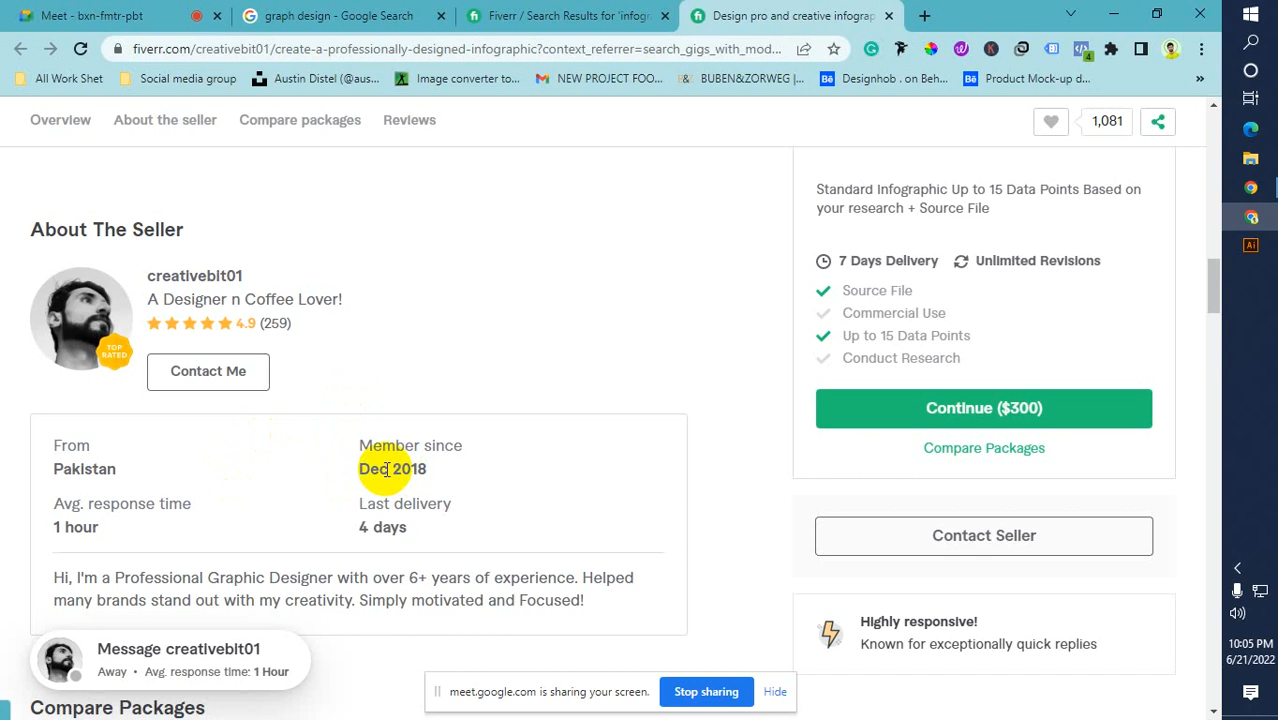 Meet - bxn-fmtr-pbt
graph design - Google Search
Fiverr / Search Results for 'infogr
Design pro and creative infograp
fiverr.com/creativebit01/create-a-professionally-designed-infographic?context_referrer=search_gigs_with_mod...
All Work Shet
Social media group
Austin Distel (@aus...
Image converter to...
NEW PROJECT FOO...
BUBEN&ZORWEG |...
Designhob . on Beh...
Product Mock-up d...
Overview
About the seller
Compare packages
Reviews
1,081
Standard Infographic Up to 15 Data Points Based on
your research + Source File
7 Days Delivery
Unlimited Revisions
Source File
Commercial Use
Up to 15 Data Points
Conduct Research
Continue ($300)
Compare Packages
Contact Seller
Highly responsive!
Known for exceptionally quick replies
About The Seller
creativebit01
A Designer n Coffee Lover!
4.9 (259)
TOP
RATED
Contact Me
From
Pakistan
Member since
Dec 2018
Avg. response time
1 hour
Last delivery
4 days
Hi, I'm a Professional Graphic Designer with over 6+ years of experience. Helped
many brands stand out with my creativity. Simply motivated and Focused!
Message creativebit01
Away • Avg. response time: 1 Hour
Compare Packages
meet.google.com is sharing your screen.
Stop sharing
Hide
10:05 PM
6/21/2022